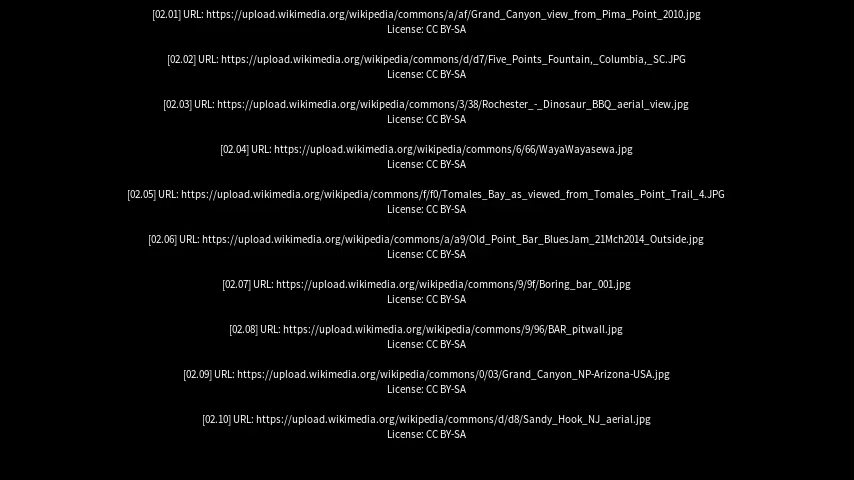 [02.01] URL: https://upload.wikimedia.org/wikipedia/commons/a/af/Grand_Canyon_view_from_Pima_Point_2010.jpg
License: CC BY-SA
[02.02] URL: https://upload.wikimedia.org/wikipedia/commons/d/d7/Five_Points_Fountain,_Columbia,_SC.JPG
License: CC BY-SA
[02.03] URL: https://upload.wikimedia.org/wikipedia/commons/3/38/Rochester_-_Dinosaur_BBQ_aerial_view.jpg
License: CC BY-SA
[02.04] URL: https://upload.wikimedia.org/wikipedia/commons/6/66/WayaWayasewa.jpg
License: CC BY-SA
[02.05] URL: https://upload.wikimedia.org/wikipedia/commons/f/f0/Tomales_Bay_as_viewed_from_Tomales_Point_Trail_4.JPG
License: CC BY-SA
[02.06] URL: https://upload.wikimedia.org/wikipedia/commons/a/a9/Old_Point_Bar_BluesJam_21Mch2014_Outside.jpg
License: CC BY-SA
[02.07] URL: https://upload.wikimedia.org/wikipedia/commons/9/9f/Boring_bar_001.jpg
License: CC BY-SA
[02.08] URL: https://upload.wikimedia.org/wikipedia/commons/9/96/BAR_pitwall.jpg
License: CC BY-SA
[02.09] URL: https://upload.wikimedia.org/wikipedia/commons/0/03/Grand_Canyon_NP-Arizona-USA.jpg
License: CC BY-SA
[02.10] URL: https://upload.wikimedia.org/wikipedia/commons/d/d8/Sandy_Hook_NJ_aerial.jpg
License: CC BY-SA